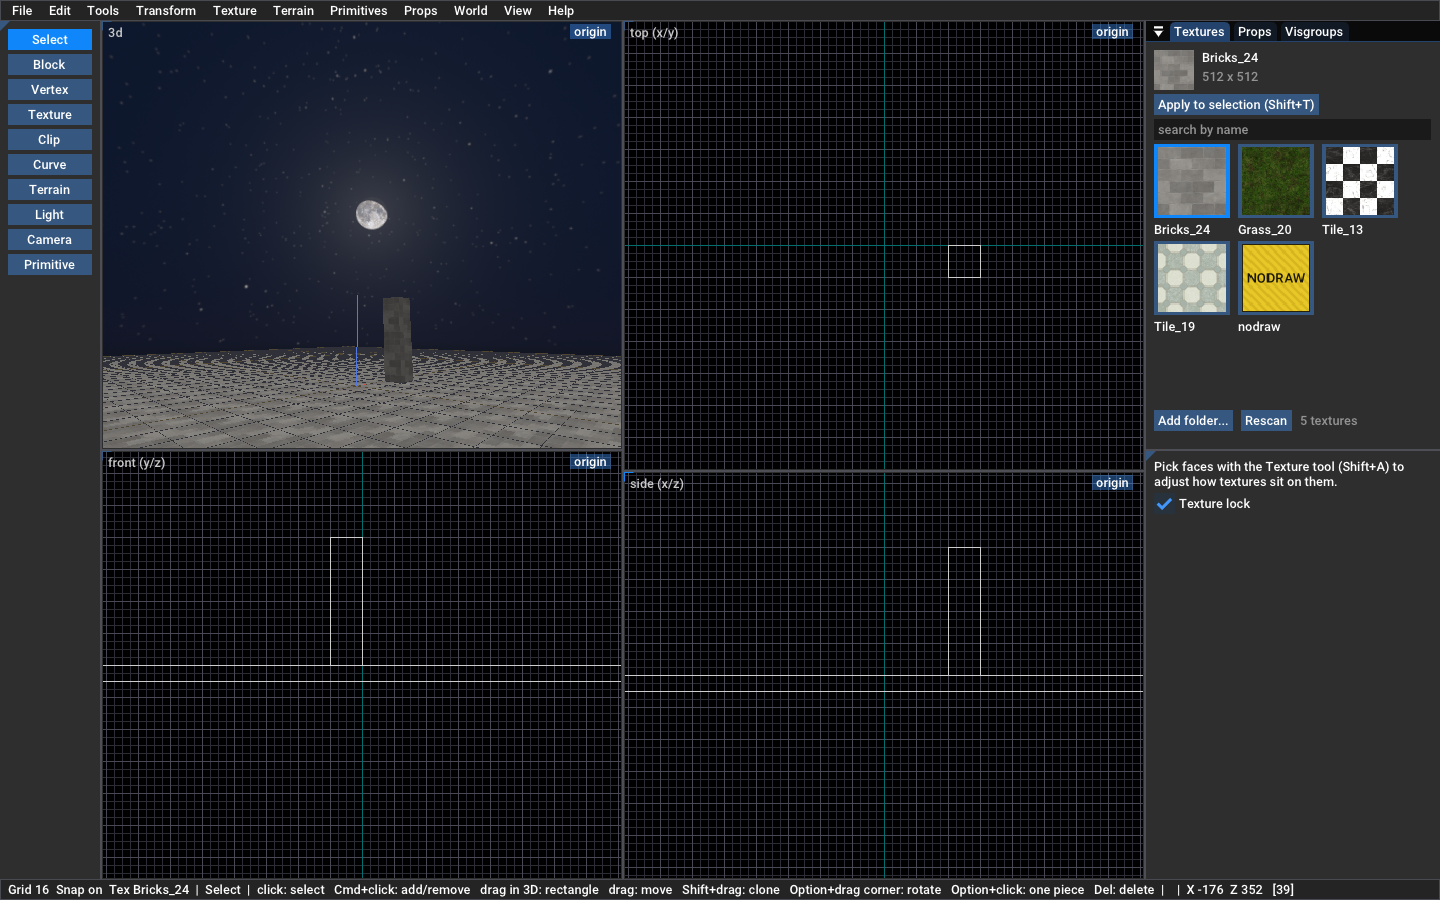 File Edit Tools Transform Texture Terrain Primitives Props World View Help
Select
Block
Vertex
Texture
Clip
Curve
Terrain
Light
Camera
Primitive
3d origin
top (x/y) origin
front (y/z) origin
side (x/z) origin
Textures Props Visgroups
Bricks_24
512 x 512
Apply to selection (Shift+T)
search by name
Bricks_24 Grass_20 Tile_13
NODRAW
Tile_19 nodraw
Add folder... Rescan 5 textures
Pick faces with the Texture tool (Shift+A) to
adjust how textures sit on them.
Texture lock
Grid 16 Snap on Tex Bricks_24 | Select | click: select Cmd+click: add/remove drag in 3D: rectangle drag: move Shift+drag: clone Option+drag corner: rotate Option+click: one piece Del: delete | | X -176 Z 352 [39]